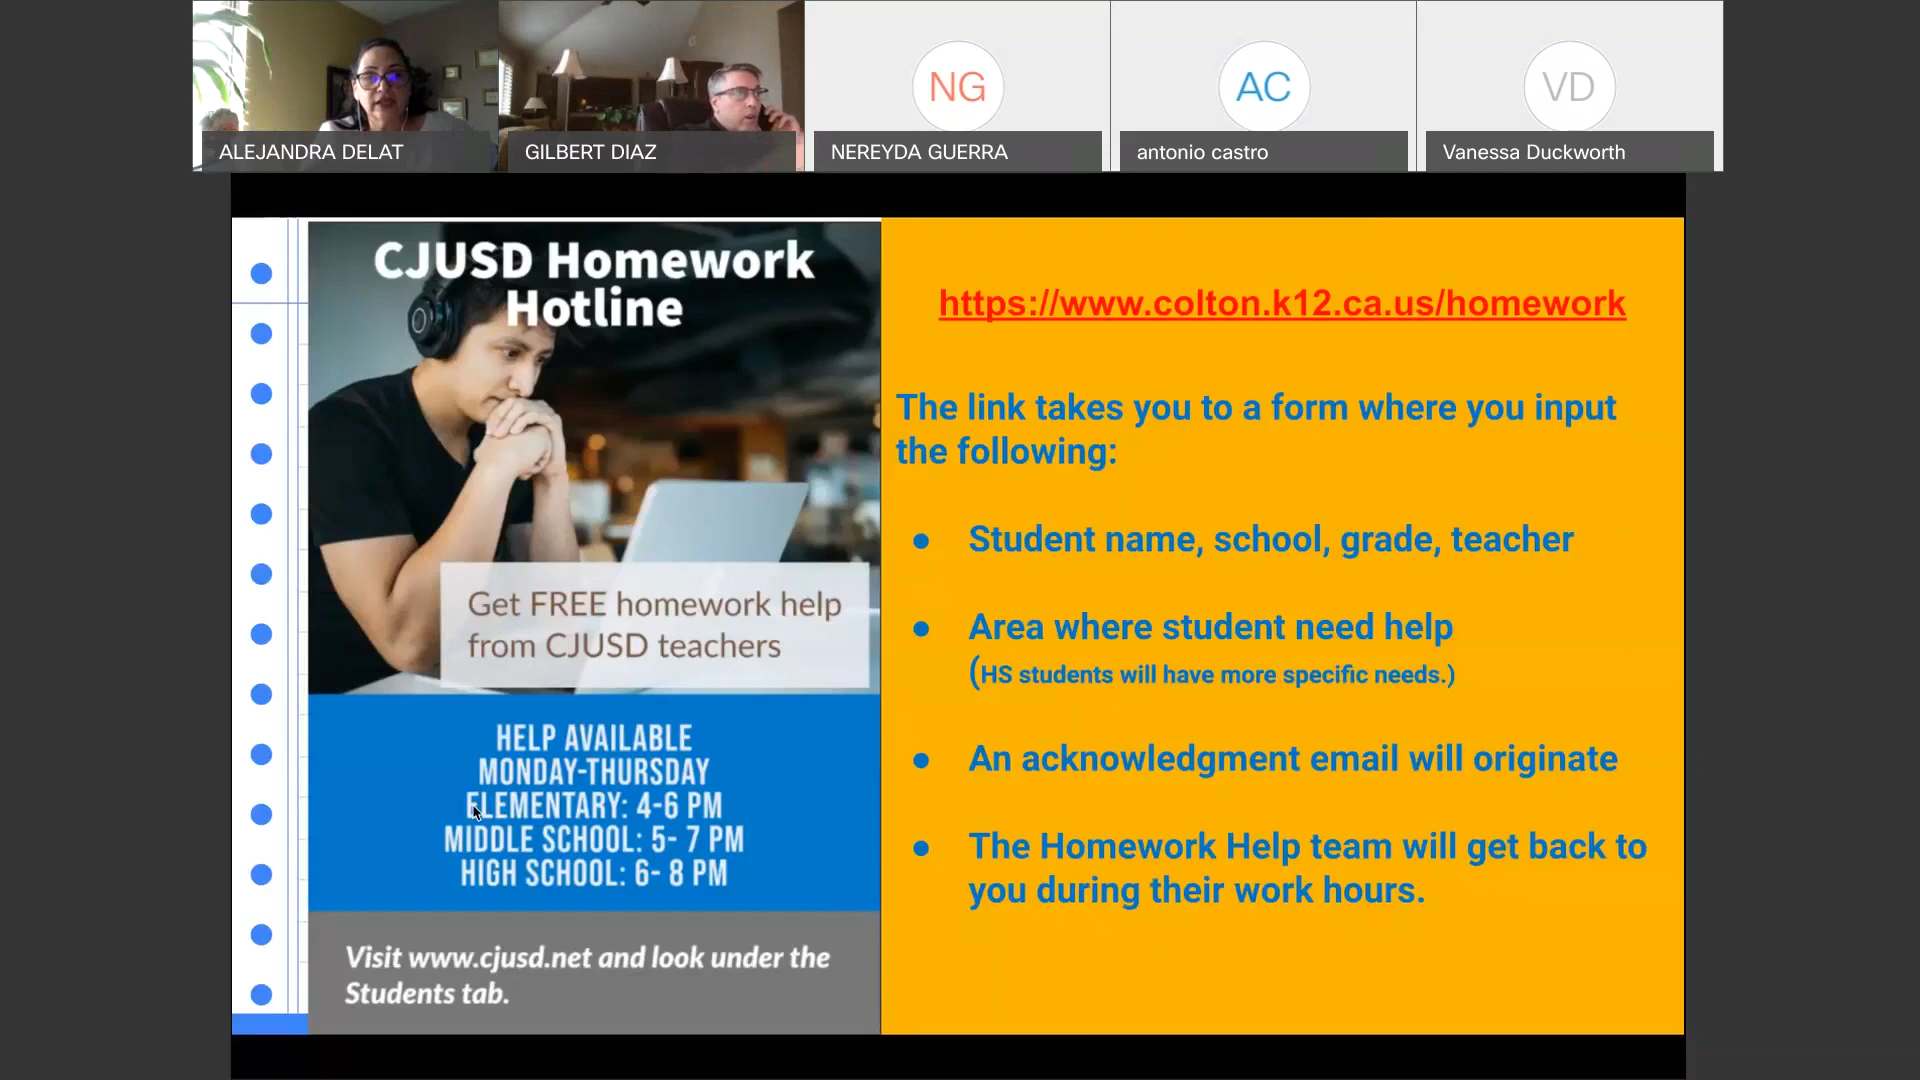 ALEJANDRA DELAT
GILBERT DIAZ
NG
NEREYDA GUERRA
AC
antonio castro
VD
Vanessa Duckworth
CJUSD Homework
Hotline
Get FREE homework help
from CJUSD teachers
HELP AVAILABLE
MONDAY-THURSDAY
ELEMENTARY: 4-6 PM
MIDDLE SCHOOL: 5- 7 PM
HIGH SCHOOL: 6- 8 PM
Visit www.cjusd.net and look under the
Students tab.
https://www.colton.k12.ca.us/homework
The link takes you to a form where you input
the following:
● Student name, school, grade, teacher
● Area where student need help
(HS students will have more specific needs.)
● An acknowledgment email will originate
● The Homework Help team will get back to
you during their work hours.